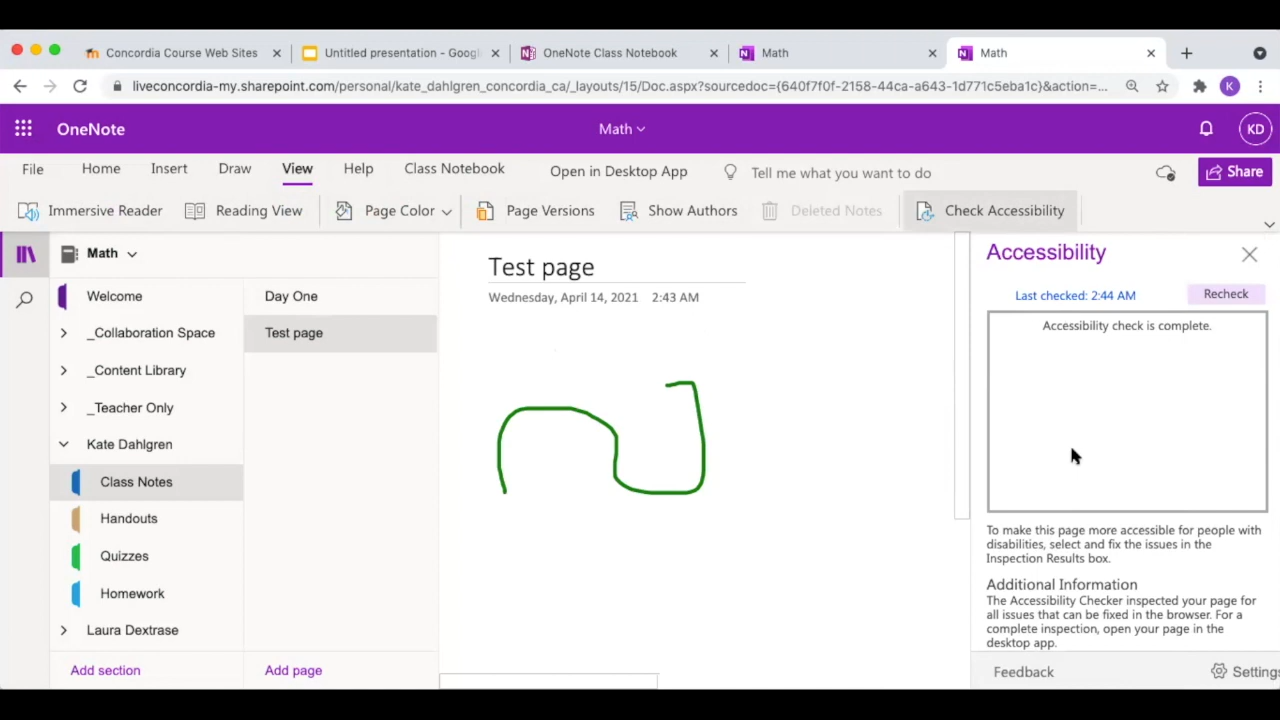 Concordia Course Web Sites
Untitled presentation - Google
OneNote Class Notebook
Math
Math
liveconcordia-my.sharepoint.com/personal/kate_dahlgren_concordia_ca/_layouts/15/Doc.aspx?sourcedoc={640f7f0f-2158-44ca-a643-1d771c5eba1c}&action=...
K
OneNote
Math
KD
File Home Insert Draw View Help Class Notebook Open in Desktop App Tell me what you want to do Share
Immersive Reader Reading View Page Color Page Versions Show Authors Deleted Notes Check Accessibility
Math
Welcome
_Collaboration Space
_Content Library
_Teacher Only
Kate Dahlgren
Class Notes
Handouts
Quizzes
Homework
Laura Dextrase
Add section
Day One
Test page
Add page
Test page
Wednesday, April 14, 2021 2:43 AM
Accessibility
Last checked: 2:44 AM Recheck
Accessibility check is complete.
To make this page more accessible for people with
disabilities, select and fix the issues in the
Inspection Results box.
Additional Information
The Accessibility Checker inspected your page for
all issues that can be fixed in the browser. For a
complete inspection, open your page in the
desktop app.
Feedback Settings